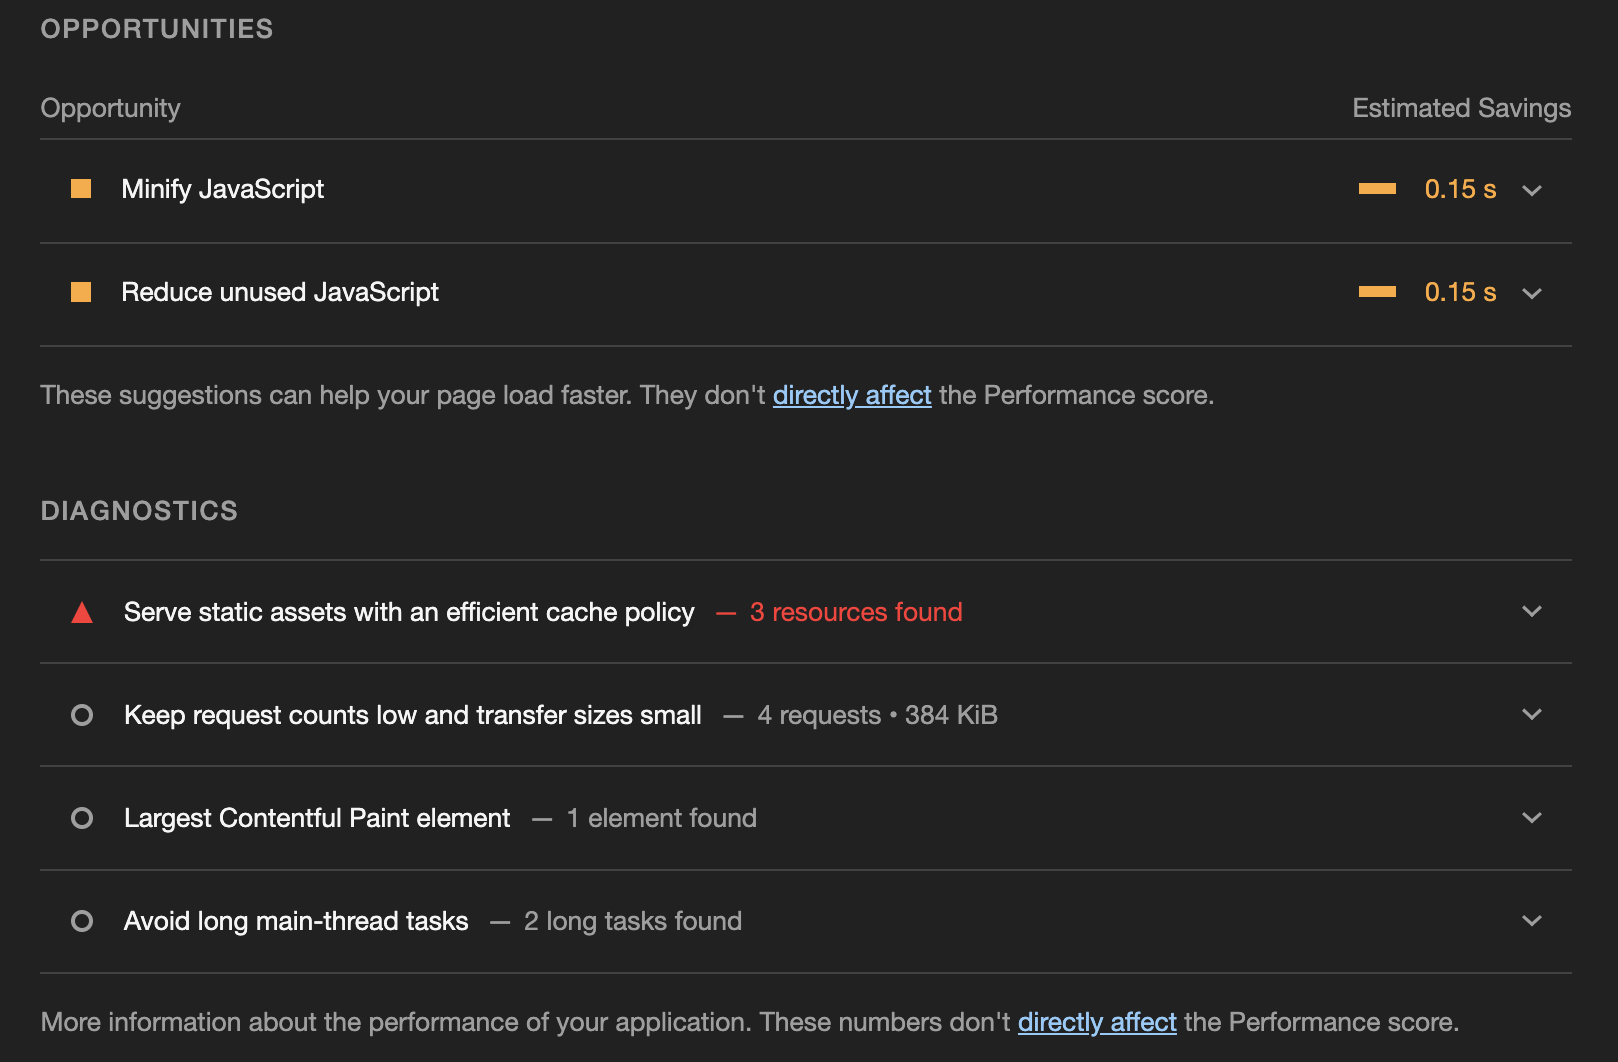 OPPORTUNITIES
Opportunity Estimated Savings
Minify JavaScript 0.15 s
Reduce unused JavaScript 0.15 s
These suggestions can help your page load faster. They don't directly affect the Performance score.
DIAGNOSTICS
Serve static assets with an efficient cache policy — 3 resources found
Keep request counts low and transfer sizes small — 4 requests • 384 KiB
Largest Contentful Paint element — 1 element found
Avoid long main-thread tasks — 2 long tasks found
More information about the performance of your application. These numbers don't directly affect the Performance score.